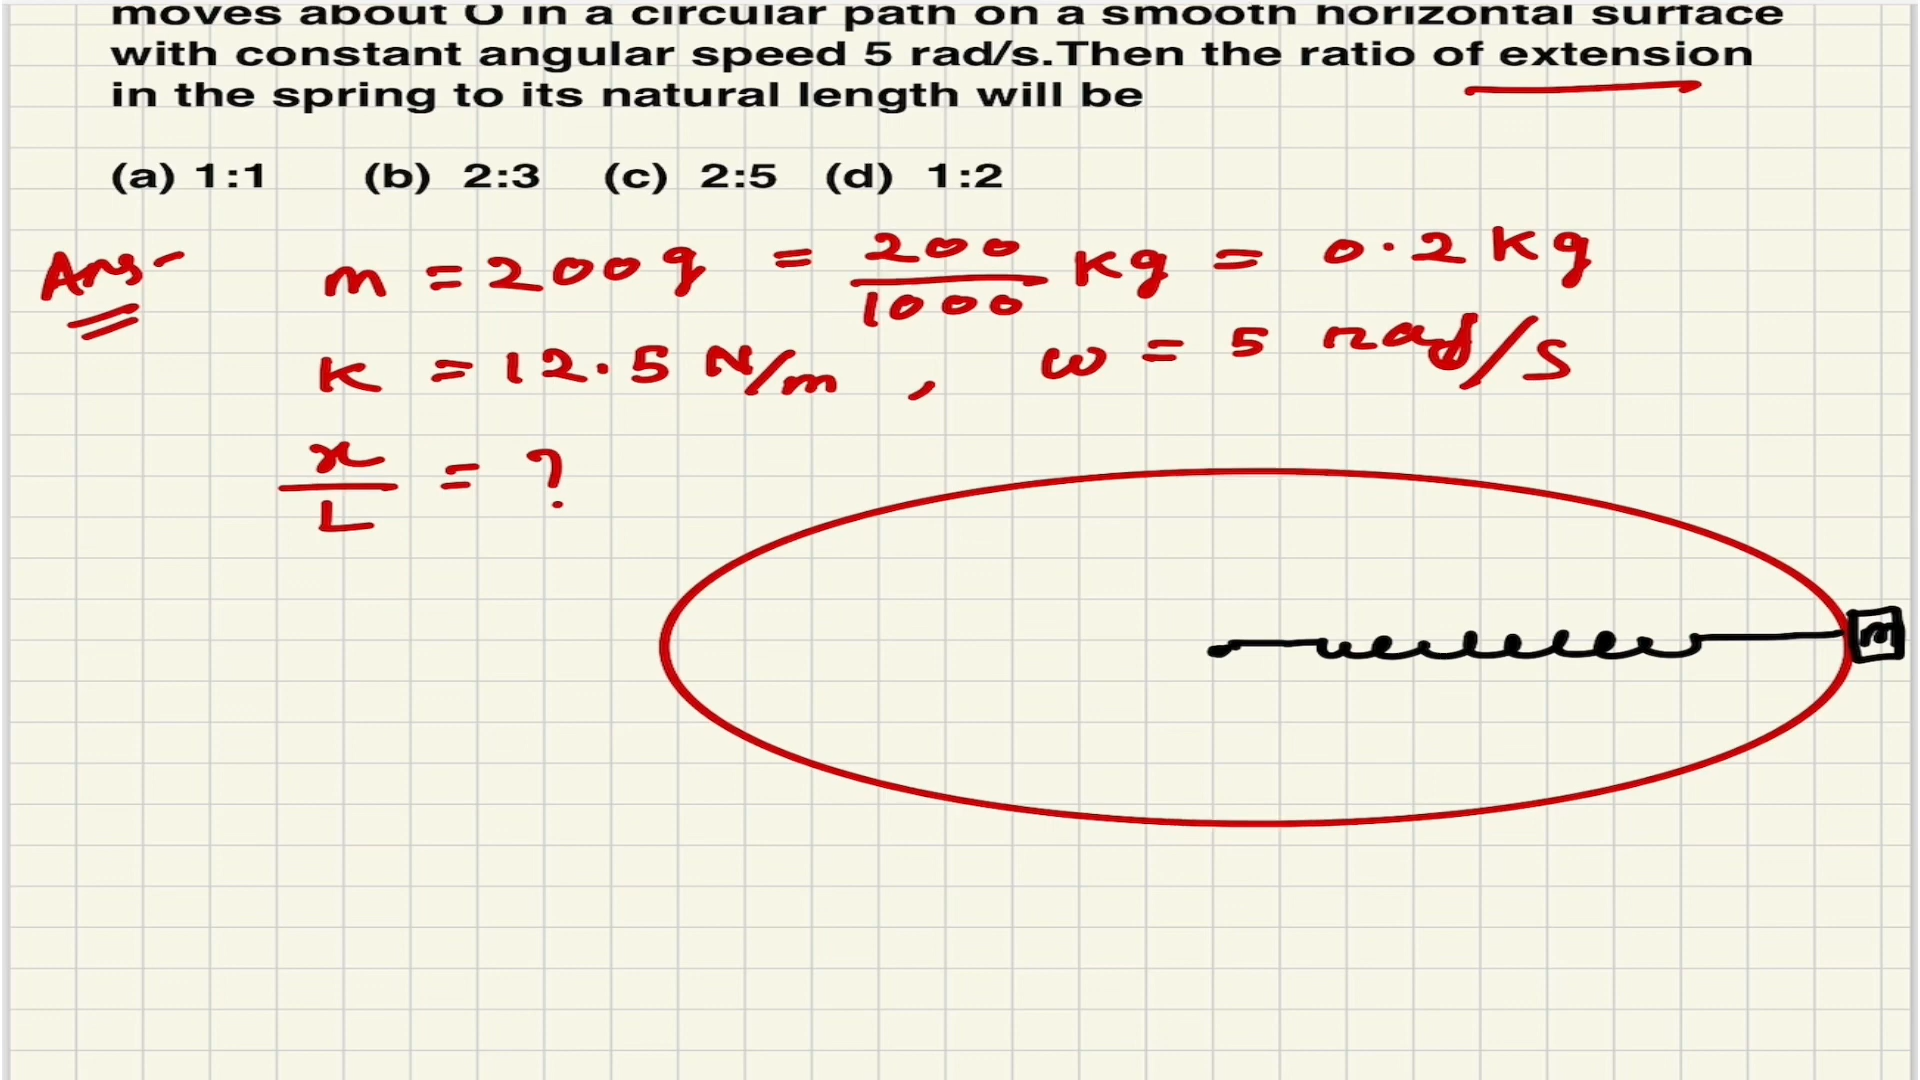 moves about O in a circular path on a smooth horizontal surface
with constant angular speed 5 rad/s.Then the ratio of extension
in the spring to its natural length will be
(a) 1:1 (b) 2:3 (c) 2:5 (d) 1:2
Ans- m = 200g = 200/1000 kg = 0.2 kg
K = 12.5 N/m , ω = 5 rad/s
x/L = ?
m